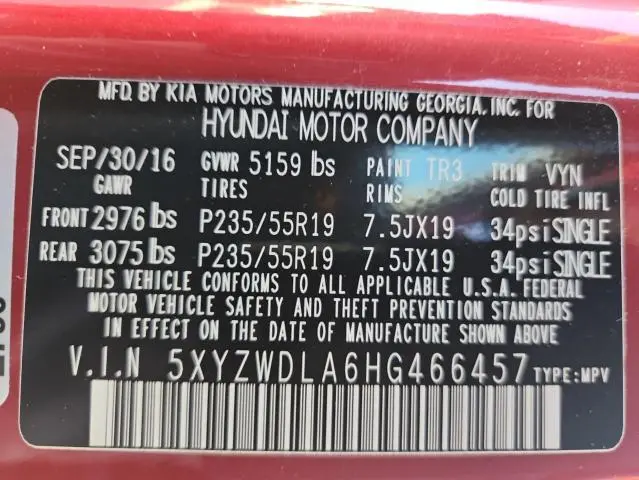 MFD. BY KIA MOTORS MANUFACTURING GEORGIA. INC. FOR
HYUNDAI MOTOR COMPANY
SEP/30/16 GVWR 5159 lbs PAINT TR3 TRIM VYN
GAWR TIRES RIMS COLD TIRE INFL
FRONT 2976 lbs P235/55R19 7.5JX19 34psi SINGLE
REAR 3075 lbs P235/55R19 7.5JX19 34psi SINGLE
THIS VEHICLE CONFORMS TO ALL APPLICABLE U.S.A. FEDERAL
MOTOR VEHICLE SAFETY AND THEFT PREVENTION STANDARDS
IN EFFECT ON THE DATE OF MANUFACTURE SHOWN ABOVE.
V.I.N 5XYZWDLA6HG466457 TYPE:MPV